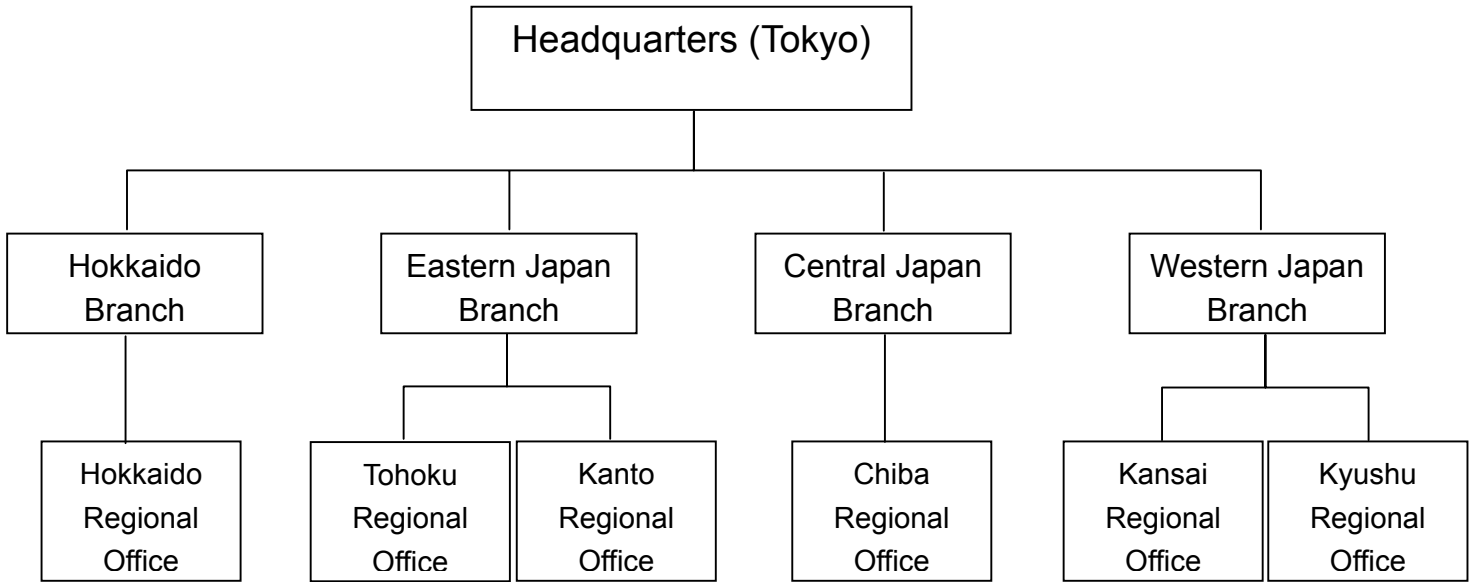 Headquarters (Tokyo)
Hokkaido
Branch
Eastern Japan
Branch
Central Japan
Branch
Western Japan
Branch
Hokkaido
Regional
Office
Tohoku
Regional
Office
Kanto
Regional
Office
Chiba
Regional
Office
Kansai
Regional
Office
Kyushu
Regional
Office